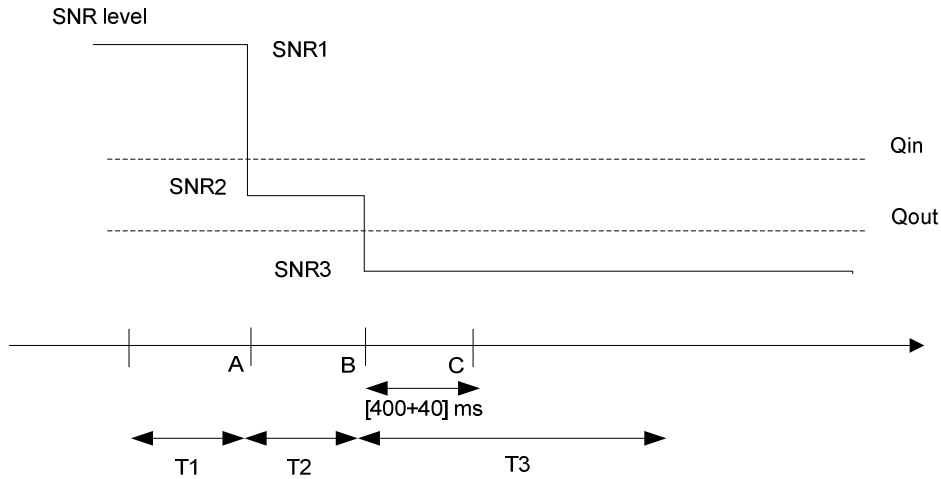 SNR level
SNR1
Qin
SNR2
Qout
SNR3
A
B
C
[400+40] ms
T1
T2
T3